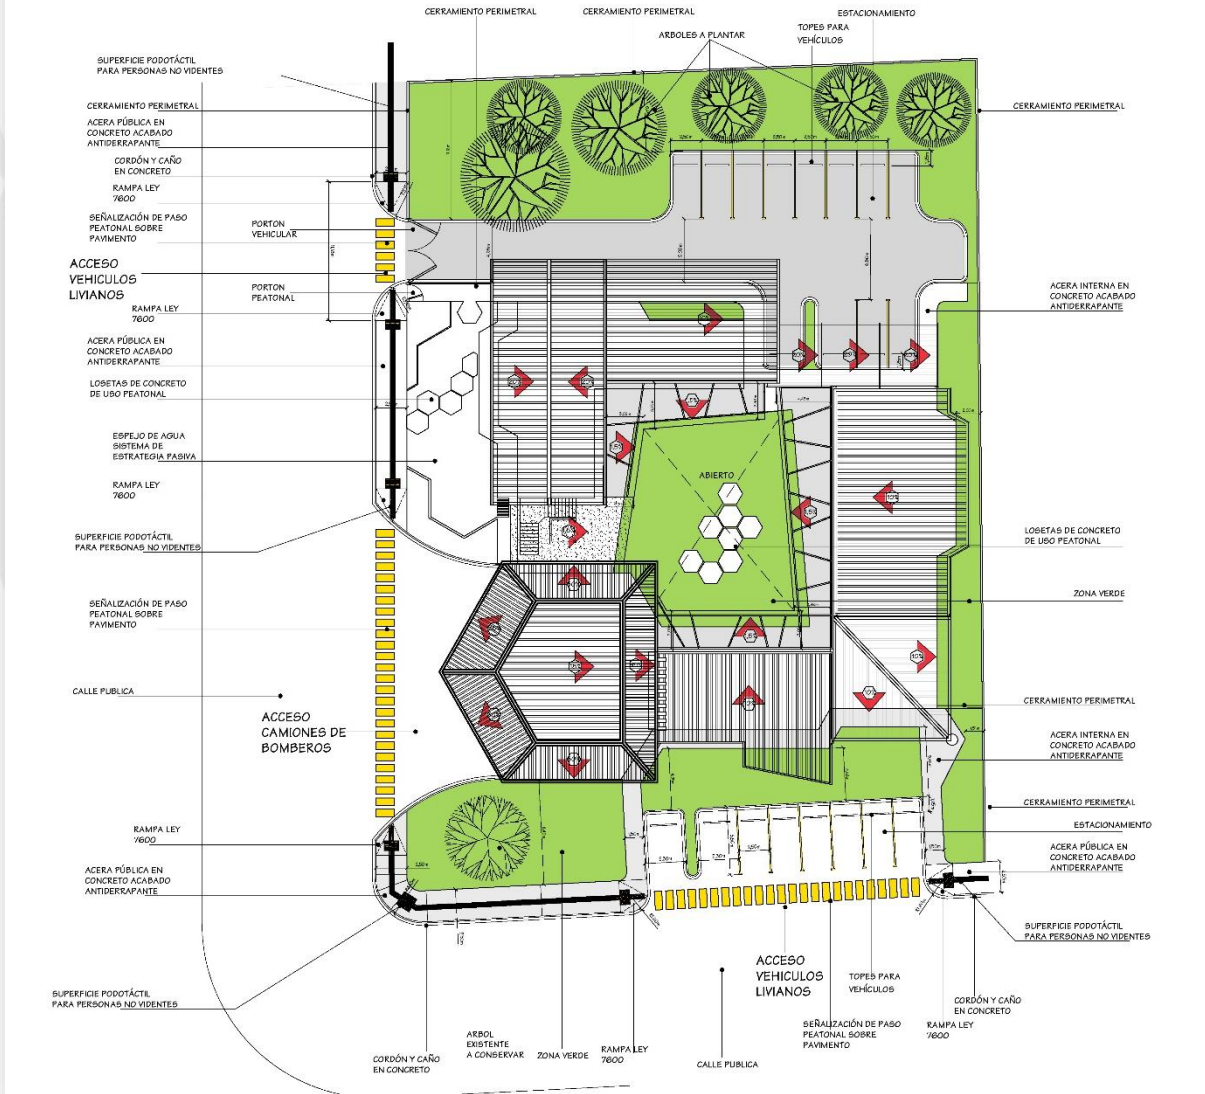 CERRAMIENTO PERIMETRAL
CERRAMIENTO PERIMETRAL
ESTACIONAMIENTO
TOPES PARA
VEHÍCULOS
ARBOLES A PLANTAR
SUPERFICIE PODOTÁCTIL
PARA PERSONAS NO VIDENTES
CERRAMIENTO PERIMETRAL
CERRAMIENTO PERIMETRAL
ACERA PÚBLICA EN
CONCRETO ACABADO
ANTIDERRAPANTE
CORDÓN Y CAÑO
EN CONCRETO
RAMPA LEY
7600
SEÑALIZACIÓN DE PASO
PEATONAL SOBRE
PAVIMENTO
PORTON
VEHICULAR
ACCESO
VEHICULOS
LIVIANOS
PORTON
PEATONAL
RAMPA LEY
7600
ACERA INTERNA EN
CONCRETO ACABADO
ANTIDERRAPANTE
ACERA PÚBLICA EN
CONCRETO ACABADO
ANTIDERRAPANTE
LOSETAS DE CONCRETO
DE USO PEATONAL
ESPEJO DE AGUA
SISTEMA DE
ESTRATEGIA PASIVA
RAMPA LEY
7600
ABIERTO
SUPERFICIE PODOTÁCTIL
PARA PERSONAS NO VIDENTES
LOSETAS DE CONCRETO
DE USO PEATONAL
ZONA VERDE
SEÑALIZACIÓN DE PASO
PEATONAL SOBRE
PAVIMENTO
CALLE PUBLICA
ACCESO
CAMIONES DE
BOMBEROS
CERRAMIENTO PERIMETRAL
ACERA INTERNA EN
CONCRETO ACABADO
ANTIDERRAPANTE
CERRAMIENTO PERIMETRAL
ESTACIONAMIENTO
RAMPA LEY
7600
ACERA PÚBLICA EN
CONCRETO ACABADO
ANTIDERRAPANTE
ACERA PÚBLICA EN
CONCRETO ACABADO
ANTIDERRAPANTE
SUPERFICIE PODOTÁCTIL
PARA PERSONAS NO VIDENTES
SUPERFICIE PODOTÁCTIL
PARA PERSONAS NO VIDENTES
ACCESO
VEHICULOS
LIVIANOS
TOPES PARA
VEHÍCULOS
CORDÓN Y CAÑO
EN CONCRETO
SEÑALIZACIÓN DE PASO
PEATONAL SOBRE
PAVIMENTO
RAMPA LEY
7600
ARBOL
EXISTENTE
A CONSERVAR
ZONA VERDE
RAMPA LEY
7600
CORDÓN Y CAÑO
EN CONCRETO
CALLE PUBLICA